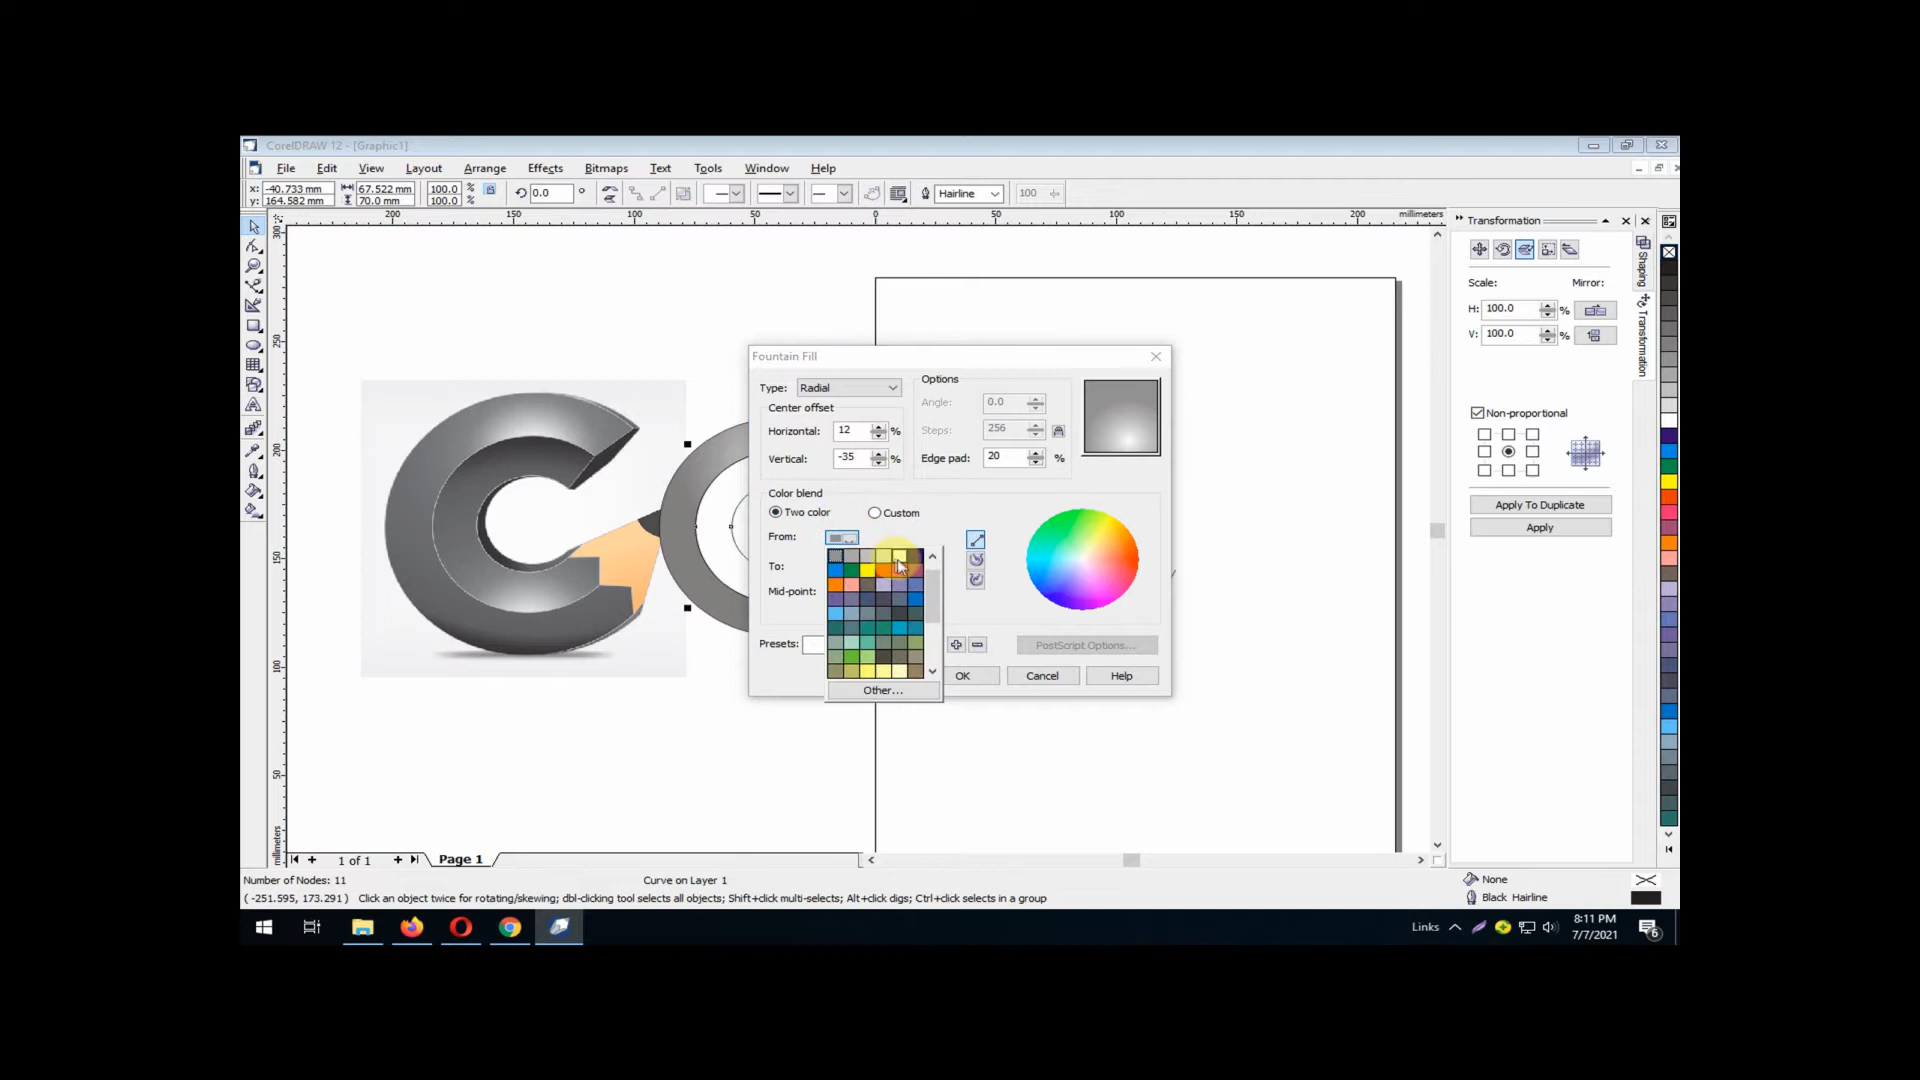 CorelDRAW 12 - [Graphic1]
File Edit View Layout Arrange Effects Bitmaps Text Tools Window Help
x: -40.733 mm 67.522 mm 100.0 % 0.0 ° Hairline 100
y: 164.582 mm 70.0 mm 100.0 %
200 150 100 50 0 50 100 150 200 millimeters
300
250
200
150
100
50
millimeters
Transformation
Scale: Mirror:
H: 100.0 %
V: 100.0 %
Non-proportional
Apply To Duplicate
Apply
Shaping
Transformation
Fountain Fill
Type: Radial
Options
Center offset
Angle: 0.0
Horizontal: 12 %
Steps: 256
Vertical: -35 %
Edge pad: 20 %
Color blend
Two color Custom
From:
To:
Mid-point:
Presets:
PostScript Options...
OK Cancel Help
Other...
1 of 1 Page 1
Number of Nodes: 11 Curve on Layer 1 None
( -251.595, 173.291 ) Click an object twice for rotating/skewing; dbl-clicking tool selects all objects; Shift+click multi-selects; Alt+click digs; Ctrl+click selects in a group Black Hairline
Links 8:11 PM
7/7/2021
6